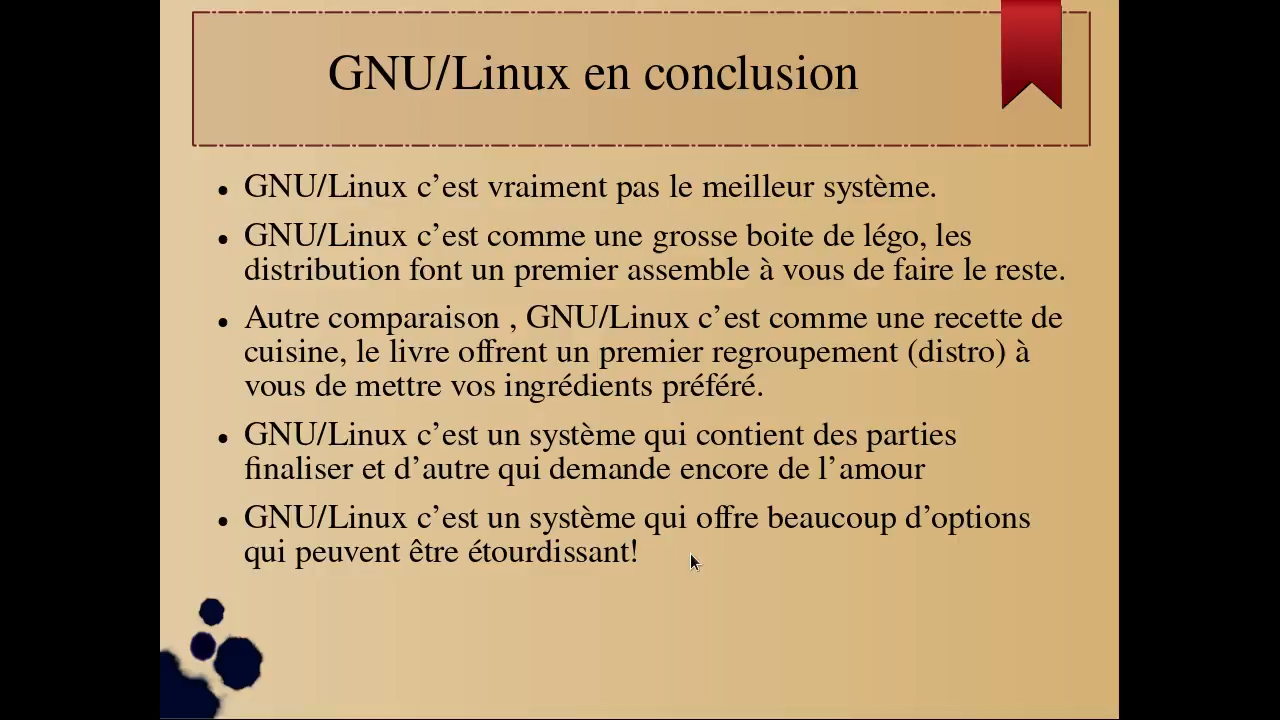 GNU/Linux en conclusion
• GNU/Linux c’est vraiment pas le meilleur système.
• GNU/Linux c’est comme une grosse boite de légo, les
distribution font un premier assemble à vous de faire le reste.
• Autre comparaison , GNU/Linux c’est comme une recette de
cuisine, le livre offrent un premier regroupement (distro) à
vous de mettre vos ingrédients préféré.
• GNU/Linux c’est un système qui contient des parties
finaliser et d’autre qui demande encore de l’amour
• GNU/Linux c’est un système qui offre beaucoup d’options
qui peuvent être étourdissant!